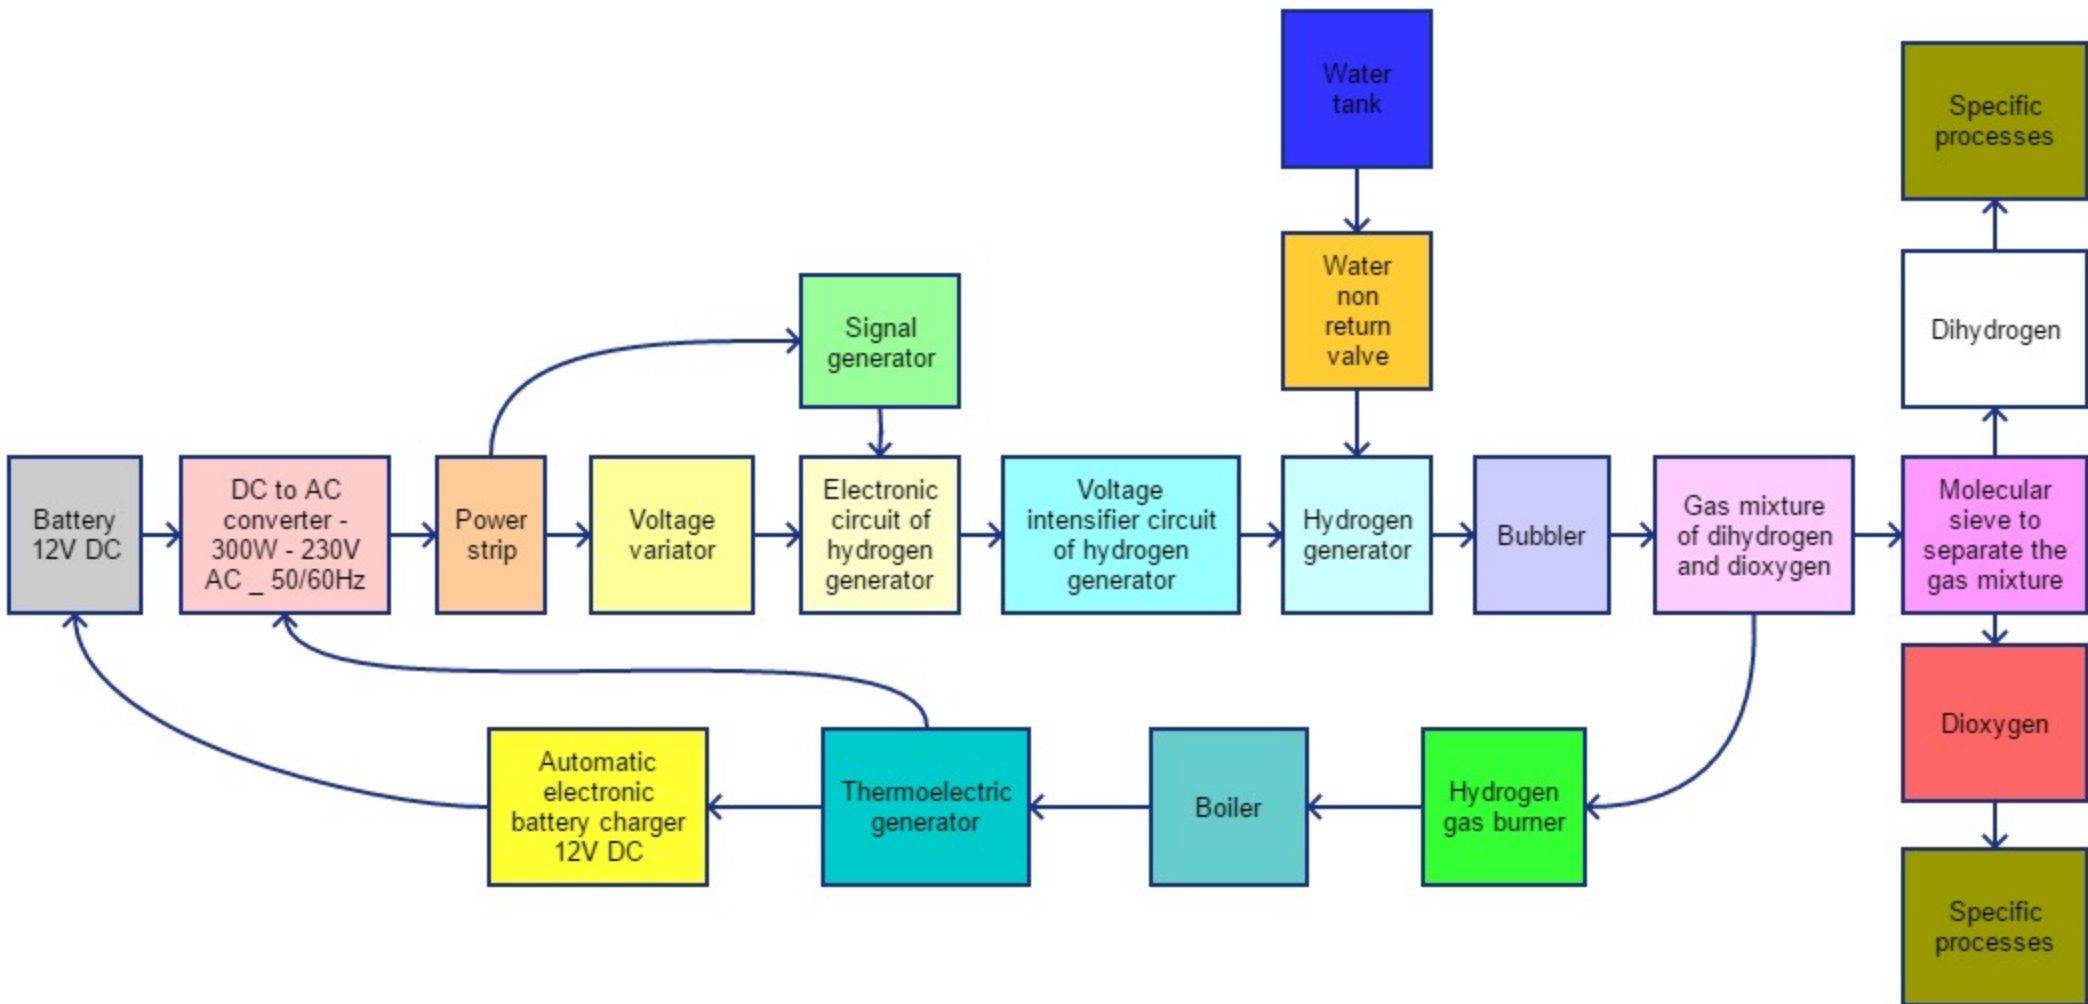 Water
tank
Specific
processes
Water
non
return
valve
Signal
generator
Dihydrogen
Battery
12V DC
DC to AC
converter -
300W - 230V
AC _ 50/60Hz
Power
strip
Voltage
variator
Electronic
circuit of
hydrogen
generator
Voltage
intensifier circuit
of hydrogen
generator
Hydrogen
generator
Bubbler
Gas mixture
of dihydrogen
and dioxygen
Molecular
sieve to
separate the
gas mixture
Automatic
electronic
battery charger
12V DC
Thermoelectric
generator
Boiler
Hydrogen
gas burner
Dioxygen
Specific
processes